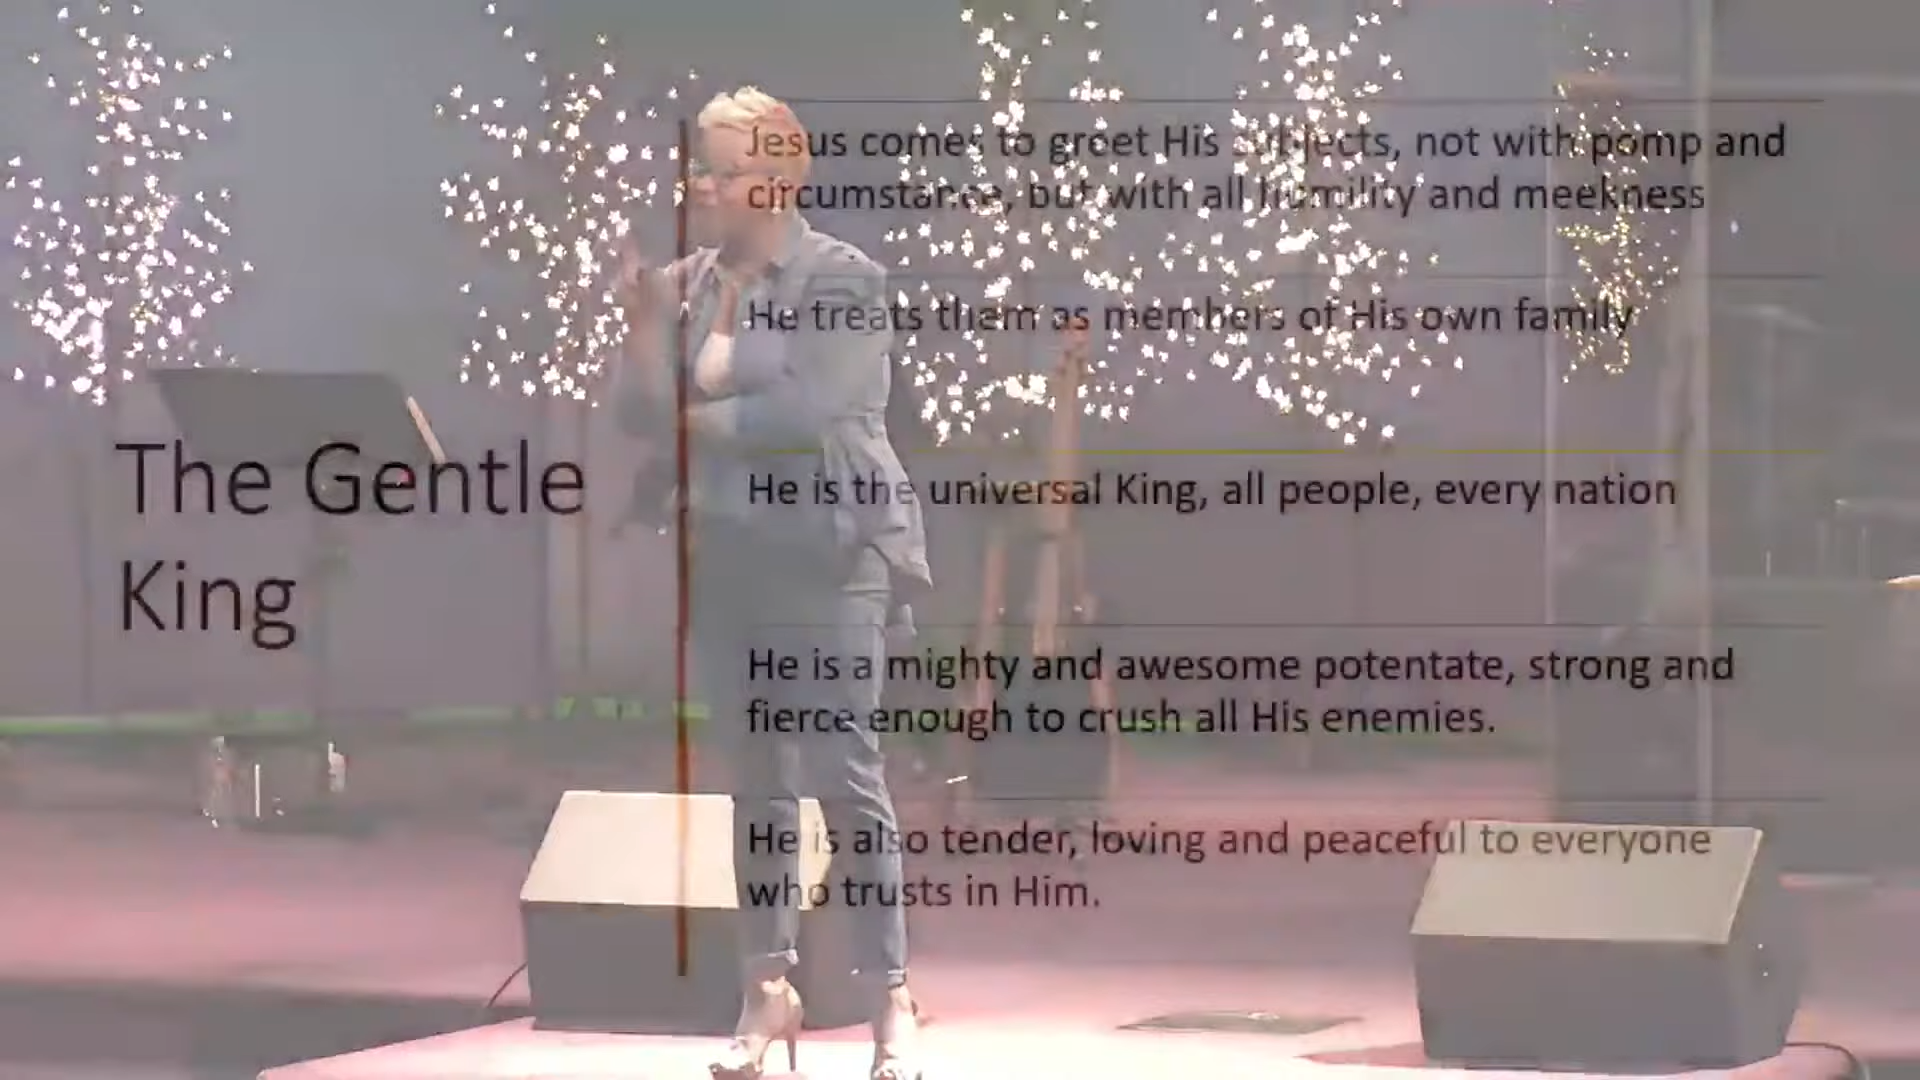 The Gentle
King
Jesus comes to greet His subjects, not with pomp and
circumstance, but with all humility and meekness
He treats them as members of His own family
He is the universal King, all people, every nation
He is a mighty and awesome potentate, strong and
fierce enough to crush all His enemies.
He is also tender, loving and peaceful to everyone
who trusts in Him.